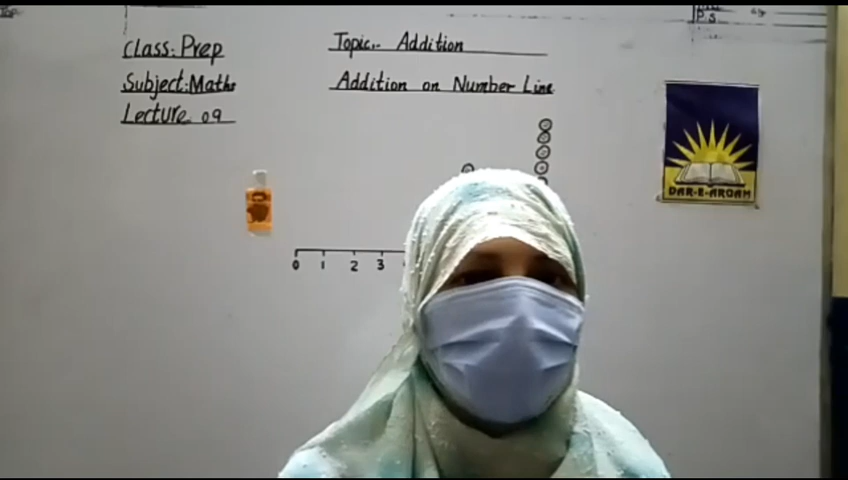 Class:Prep
Topic:- Addition
Subject:Maths
Addition on Number Line
Lecture 09
DAR-E-ARQAM
0 1 2 3